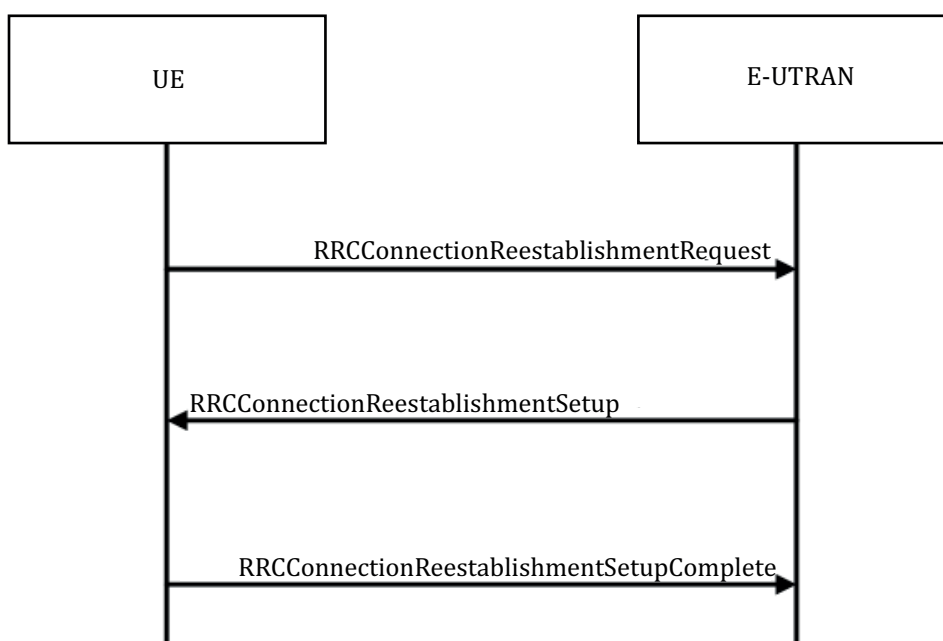 UE
E-UTRAN
RRCConnectionReestablishmentRequest
RRCConnectionReestablishmentSetup
RRCConnectionReestablishmentSetupComplete